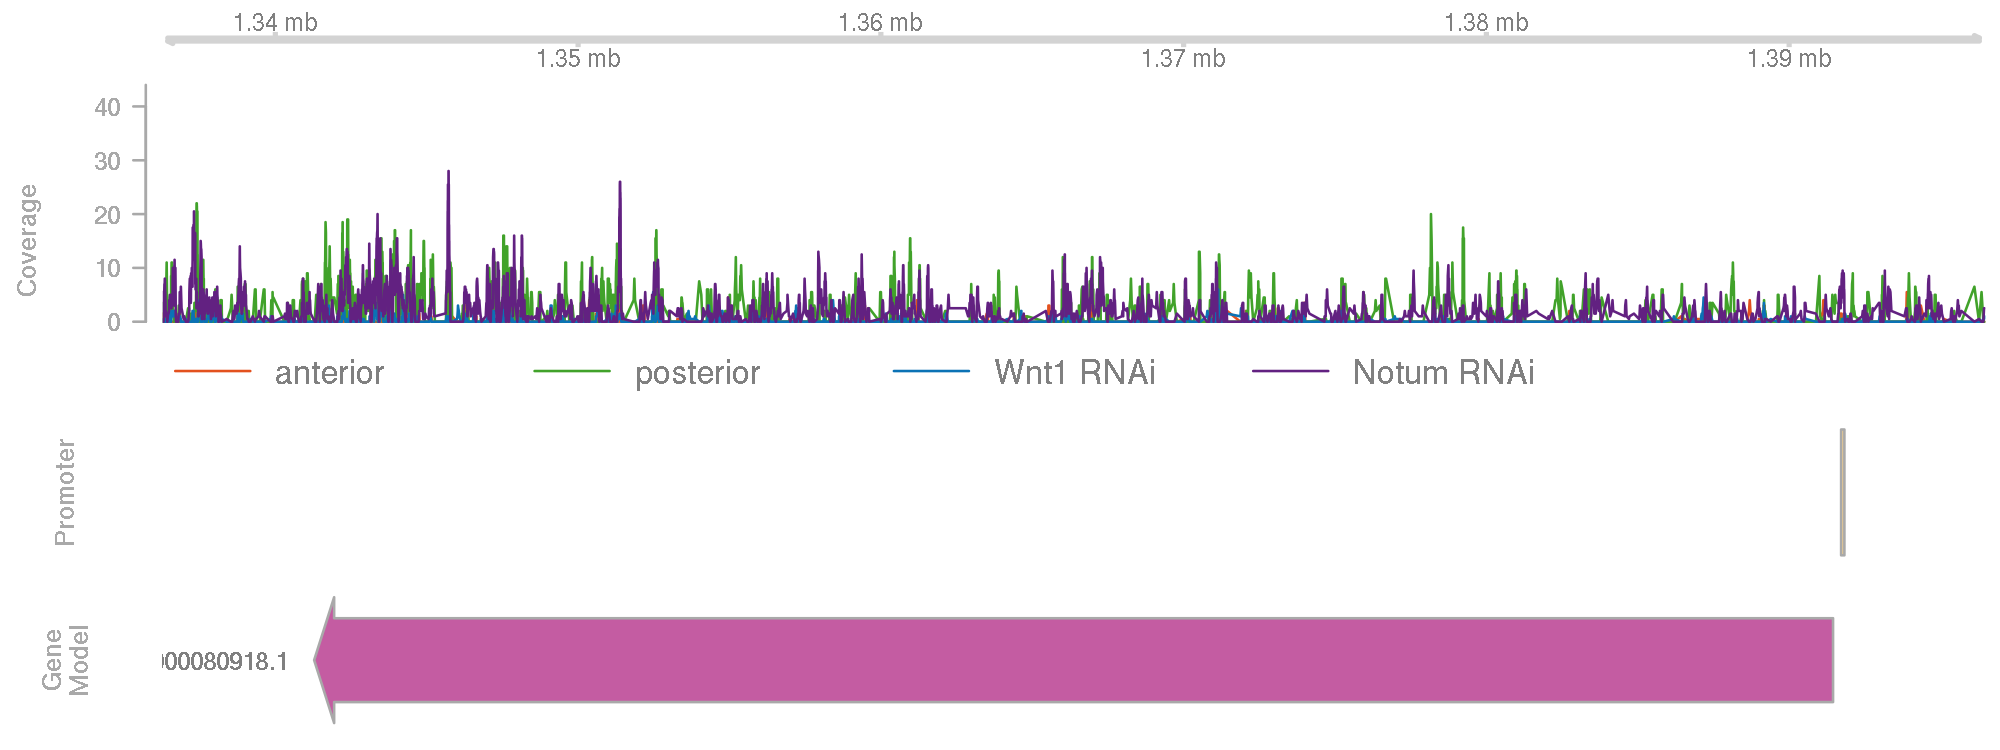 1.34 mb 1.36 mb 1.38 mb
1.35 mb 1.37 mb 1.39 mb
Coverage
40
30
20
10
0
anterior posterior Wnt1 RNAi Notum RNAi
Promoter
Gene
Model
000080918.1